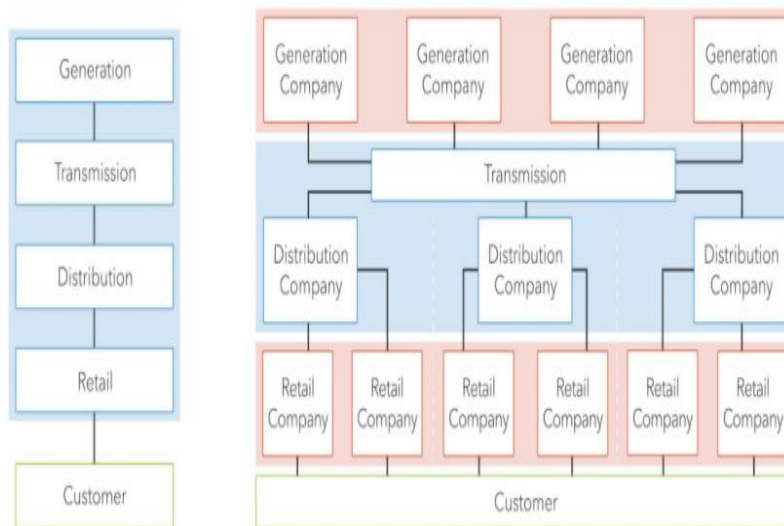 Generation
Transmission
Distribution
Retail
Customer
Generation
Company
Generation
Company
Generation
Company
Generation
Company
Transmission
Distribution
Company
Distribution
Company
Distribution
Company
Retail
Company
Retail
Company
Retail
Company
Retail
Company
Retail
Company
Retail
Company
Customer